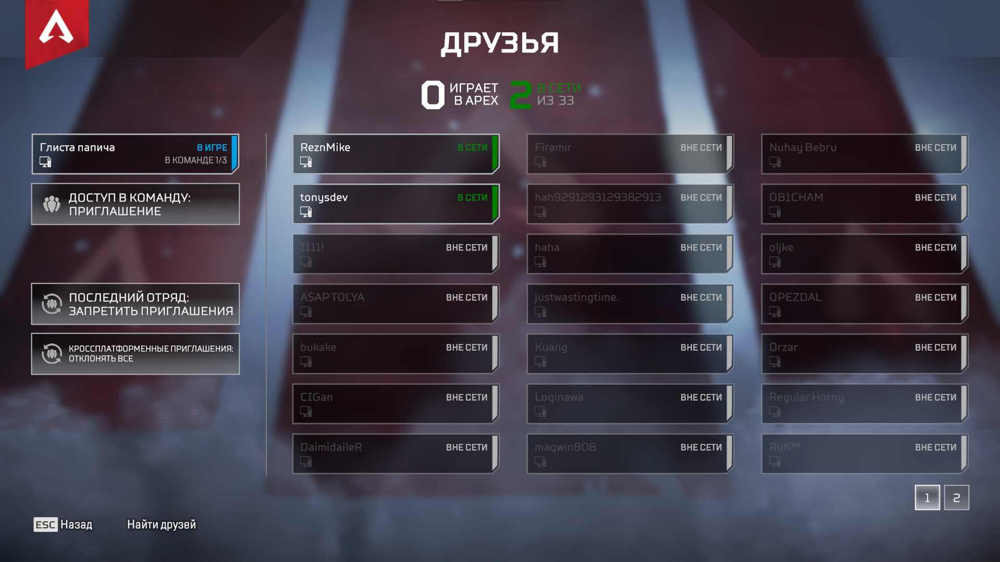 ДРУЗЬЯ
0 ИГРАЕТ В APEX
2 В СЕТИ ИЗ 33
Глиста папича
В ИГРЕ
В КОМАНДЕ 1/3
ДОСТУП В КОМАНДУ:
ПРИГЛАШЕНИЕ
ПОСЛЕДНИЙ ОТРЯД:
ЗАПРЕТИТЬ ПРИГЛАШЕНИЯ
КРОССПЛАТФОРМЕННЫЕ ПРИГЛАШЕНИЯ:
ОТКЛОНЯТЬ ВСЕ
ReznMike В СЕТИ
tonysdev В СЕТИ
1111! ВНЕ СЕТИ
A$AP TOLYA ВНЕ СЕТИ
bukake ВНЕ СЕТИ
CIGan ВНЕ СЕТИ
DaimidaileR ВНЕ СЕТИ
Firamir ВНЕ СЕТИ
hah9291293129382913 ВНЕ СЕТИ
haha ВНЕ СЕТИ
justwastingtime. ВНЕ СЕТИ
Kuang ВНЕ СЕТИ
Loqinawa ВНЕ СЕТИ
maqwin808 ВНЕ СЕТИ
Nuhay Bebru ВНЕ СЕТИ
OB1CHAM ВНЕ СЕТИ
oljke ВНЕ СЕТИ
OPEZDAL ВНЕ СЕТИ
Orzar ВНЕ СЕТИ
Regular Horny ВНЕ СЕТИ
Rufi™ ВНЕ СЕТИ
1 2
ESC Назад Найти друзей